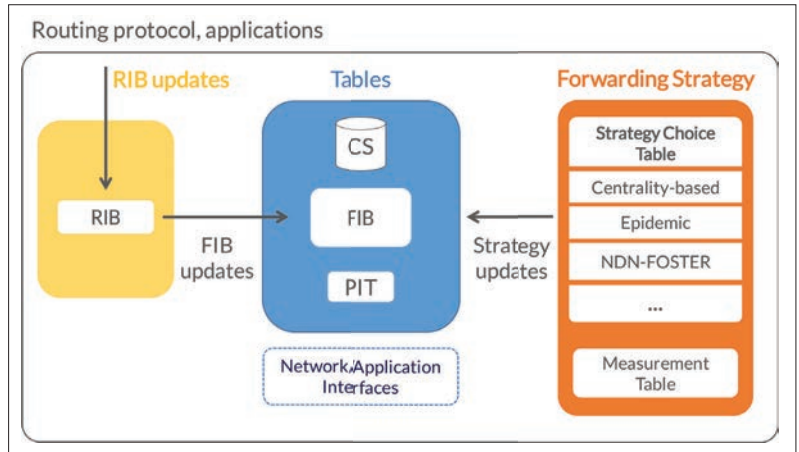 Routing protocol, applications
RIB updates
Tables
Forwarding Strategy
CS
RIB
FIB
PIT
FIB
updates
Strategy
updates
Strategy Choice
Table
Centrality-based
Epidemic
NDN-FOSTER
...
Measurement
Table
Network/Application
Interfaces